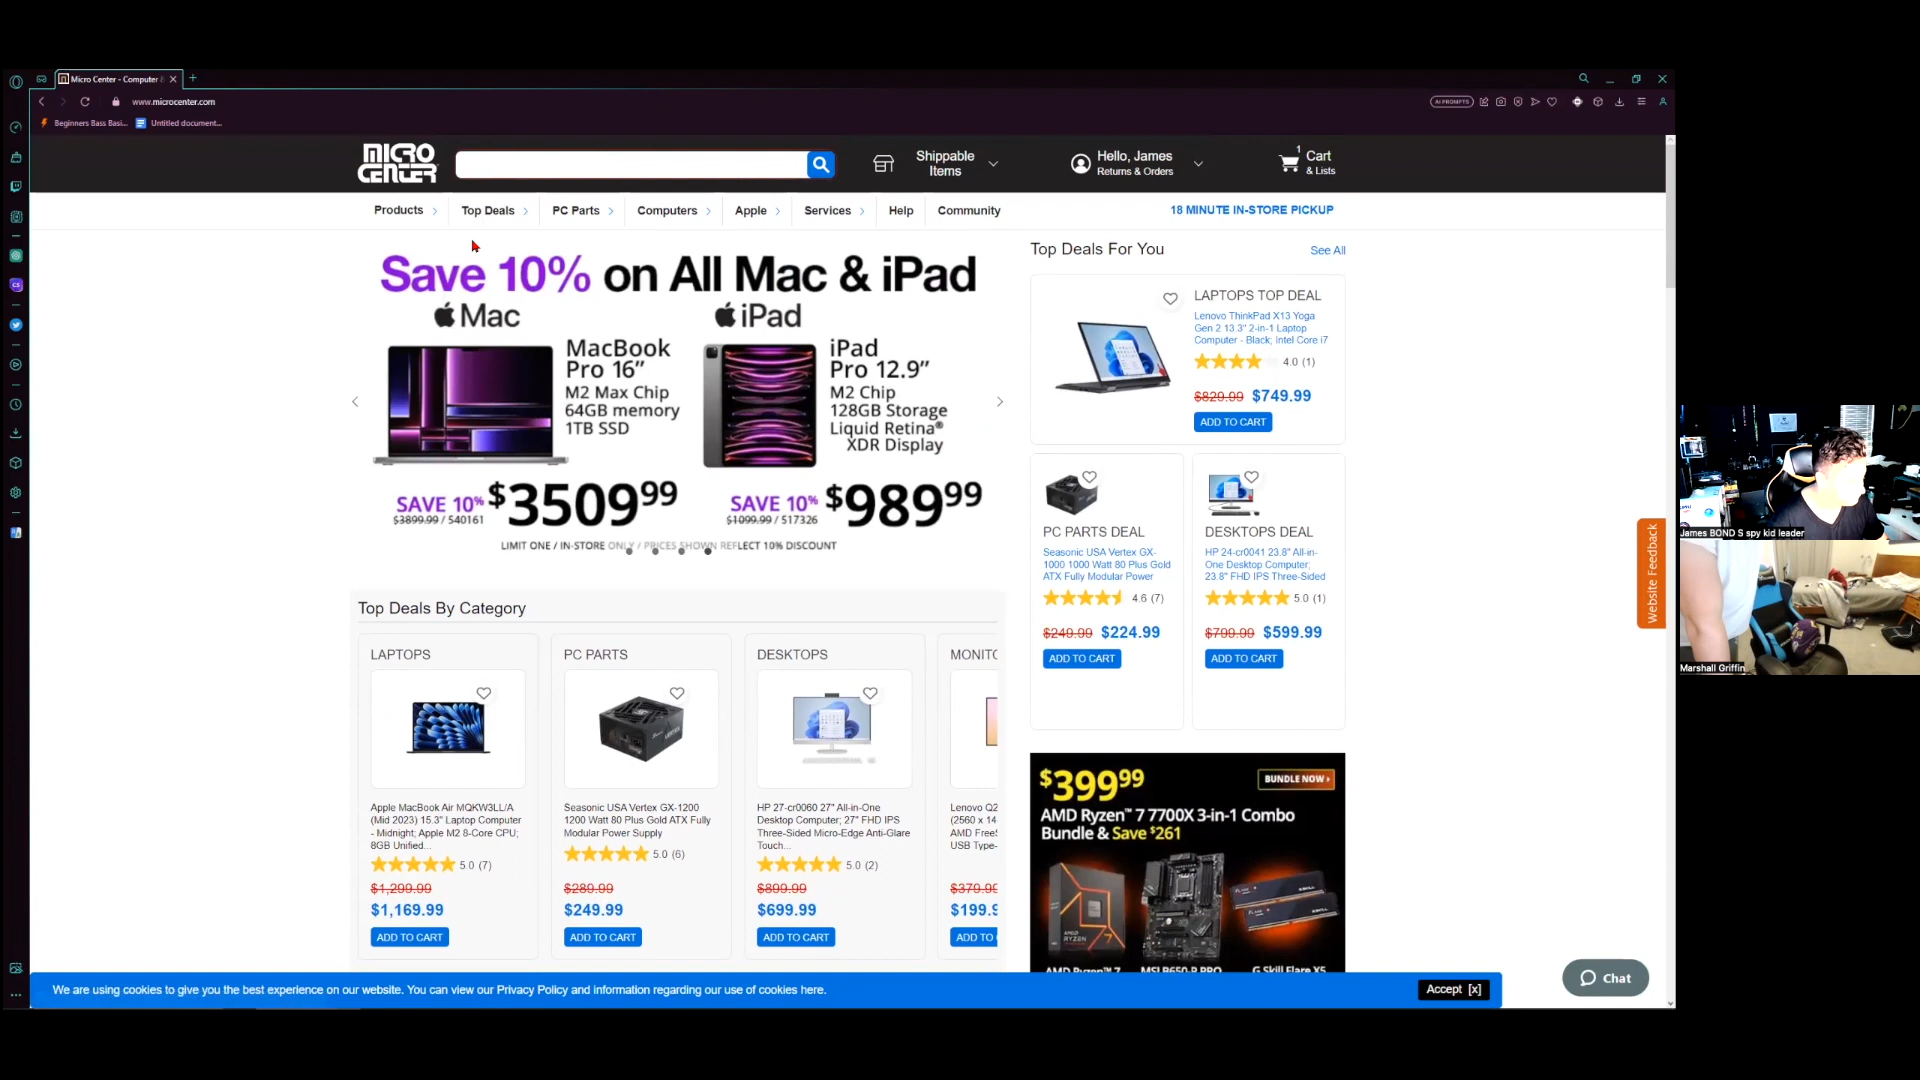 Micro Center - Computer &
www.microcenter.com
AI PROMPTS
Beginners Bass Basi...
Untitled document...
MICRO CENTER
Shippable Items
Hello, James
Returns & Orders
1
Cart
& Lists
Products
Top Deals
PC Parts
Computers
Apple
Services
Help
Community
18 MINUTE IN-STORE PICKUP
Save 10% on All Mac & iPad
Mac
iPad
MacBook
Pro 16”
M2 Max Chip
64GB memory
1TB SSD
iPad
Pro 12.9”
M2 Chip
128GB Storage
Liquid Retina®
XDR Display
SAVE 10%
$3899.99 / 540161
$3509⁹⁹
SAVE 10%
$1099.99 / 517326
$989⁹⁹
LIMIT ONE / IN-STORE ONLY / PRICES SHOWN REFLECT 10% DISCOUNT
Top Deals For You
See All
LAPTOPS TOP DEAL
Lenovo ThinkPad X13 Yoga
Gen 2 13.3" 2-in-1 Laptop
Computer - Black; Intel Core i7
4.0 (1)
$829.99 $749.99
ADD TO CART
PC PARTS DEAL
Seasonic USA Vertex GX-
1000 1000 Watt 80 Plus Gold
ATX Fully Modular Power
4.6 (7)
$249.99 $224.99
ADD TO CART
DESKTOPS DEAL
HP 24-cr0041 23.8" All-in-
One Desktop Computer;
23.8" FHD IPS Three-Sided
5.0 (1)
$799.99 $599.99
ADD TO CART
Top Deals By Category
LAPTOPS
Apple MacBook Air MQKW3LL/A
(Mid 2023) 15.3" Laptop Computer
- Midnight; Apple M2 8-Core CPU;
8GB Unified...
5.0 (7)
$1,299.99
$1,169.99
ADD TO CART
PC PARTS
Seasonic USA Vertex GX-1200
1200 Watt 80 Plus Gold ATX Fully
Modular Power Supply
5.0 (6)
$289.99
$249.99
ADD TO CART
DESKTOPS
HP 27-cr0060 27" All-in-One
Desktop Computer; 27" FHD IPS
Three-Sided Micro-Edge Anti-Glare
Touch...
5.0 (2)
$899.99
$699.99
ADD TO CART
MONITO
Lenovo Q2
(2560 x 14
AMD Free
USB Type-
$379.99
$199.9
ADD TO
$399⁹⁹
BUNDLE NOW
AMD Ryzen™ 7 7700X 3-in-1 Combo
Bundle & Save $261
AMD Ryzen™ 7
MSI B650-P PRO
G.Skill Flare X5
Website Feedback
Chat
We are using cookies to give you the best experience on our website. You can view our Privacy Policy and information regarding our use of cookies here.
Accept [x]
James BOND S spy kid leader
Marshall Griffin